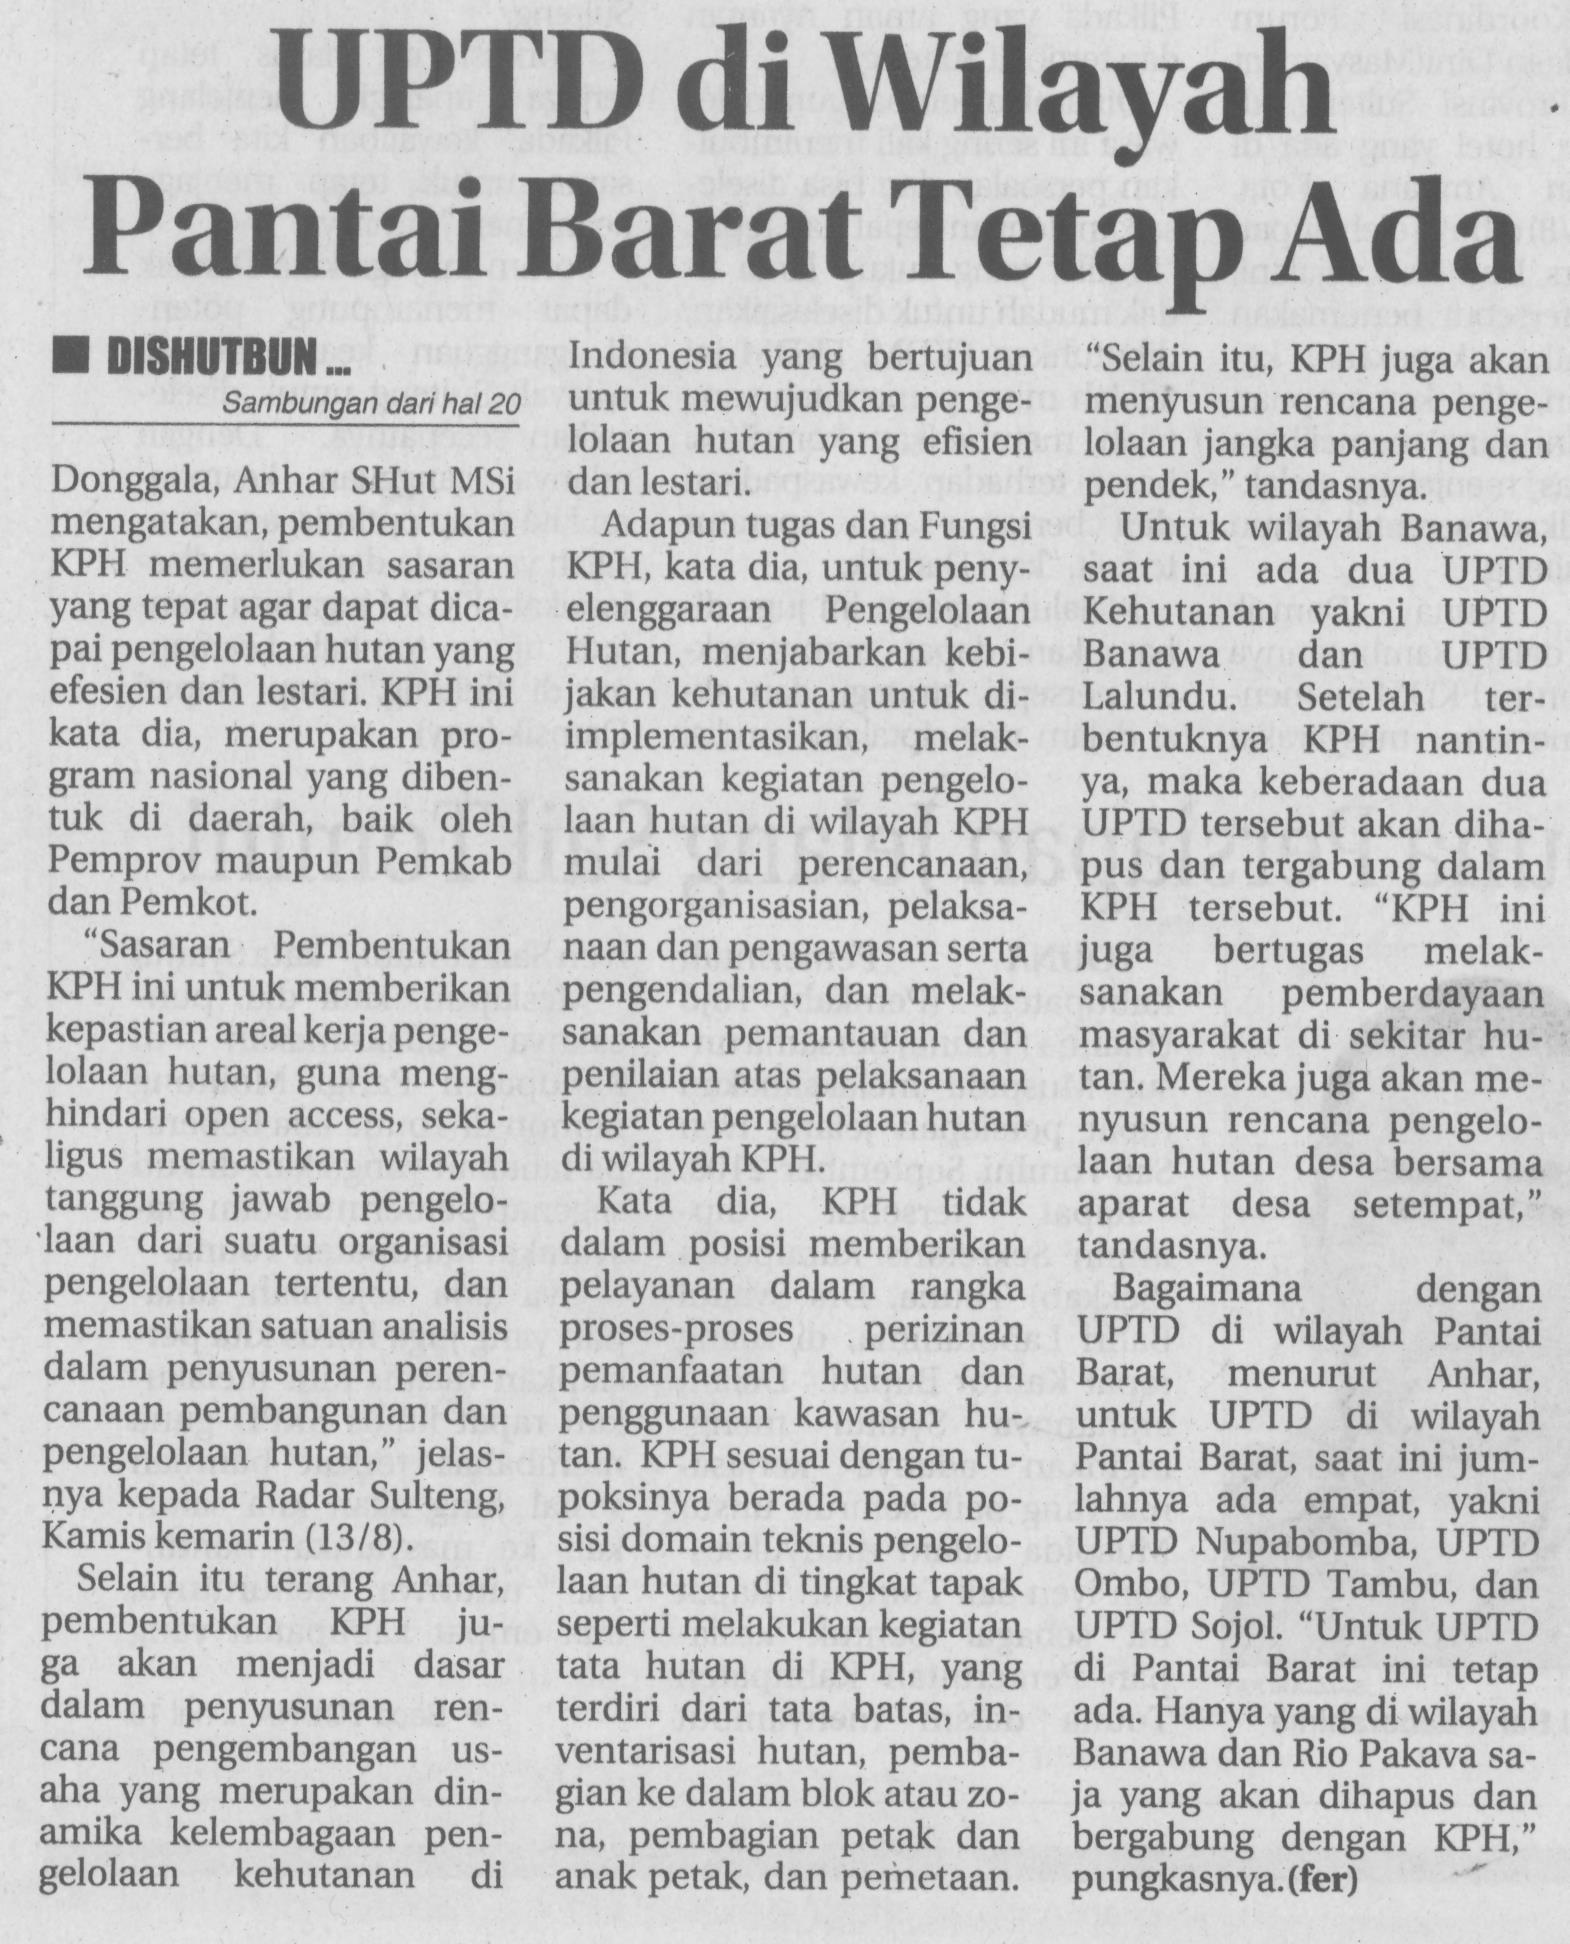 UPTD di Wilayah
Pantai Barat Tetap Ada
■ DISHUTBUN...
Sambungan dari hal 20
Donggala, Anhar SHut MSi
mengatakan, pembentukan
KPH memerlukan sasaran
yang tepat agar dapat dica-
pai pengelolaan hutan yang
efesien dan lestari. KPH ini
kata dia, merupakan pro-
gram nasional yang diben-
tuk di daerah, baik oleh
Pemprov maupun Pemkab
dan Pemkot.
“Sasaran Pembentukan
KPH ini untuk memberikan
kepastian areal kerja penge-
lolaan hutan, guna meng-
hindari open access, seka-
ligus memastikan wilayah
tanggung jawab pengelo-
laan dari suatu organisasi
pengelolaan tertentu, dan
memastikan satuan analisis
dalam penyusunan peren-
canaan pembangunan dan
pengelolaan hutan,” jelas-
nya kepada Radar Sulteng,
Kamis kemarin (13/8).
Selain itu terang Anhar,
pembentukan KPH ju-
ga akan menjadi dasar
dalam penyusunan ren-
cana pengembangan us-
aha yang merupakan din-
amika kelembagaan pen-
gelolaan kehutanan di
Indonesia yang bertujuan
untuk mewujudkan penge-
lolaan hutan yang efisien
dan lestari.
Adapun tugas dan Fungsi
KPH, kata dia, untuk peny-
elenggaraan Pengelolaan
Hutan, menjabarkan kebi-
jakan kehutanan untuk di-
implementasikan, melak-
sanakan kegiatan pengelo-
laan hutan di wilayah KPH
mulai dari perencanaan,
pengorganisasian, pelaksa-
naan dan pengawasan serta
pengendalian, dan melak-
sanakan pemantauan dan
penilaian atas pelaksanaan
kegiatan pengelolaan hutan
di wilayah KPH.
Kata dia, KPH tidak
dalam posisi memberikan
pelayanan dalam rangka
proses-proses perizinan
pemanfaatan hutan dan
penggunaan kawasan hu-
tan. KPH sesuai dengan tu-
poksinya berada pada po-
sisi domain teknis pengelo-
laan hutan di tingkat tapak
seperti melakukan kegiatan
tata hutan di KPH, yang
terdiri dari tata batas, in-
ventarisasi hutan, pemba-
gian ke dalam blok atau zo-
na, pembagian petak dan
anak petak, dan pemetaan.
“Selain itu, KPH juga akan
menyusun rencana penge-
lolaan jangka panjang dan
pendek,” tandasnya.
Untuk wilayah Banawa,
saat ini ada dua UPTD
Kehutanan yakni UPTD
Banawa dan UPTD
Lalundu. Setelah ter-
bentuknya KPH nantin-
ya, maka keberadaan dua
UPTD tersebut akan diha-
pus dan tergabung dalam
KPH tersebut. “KPH ini
juga bertugas melak-
sanakan pemberdayaan
masyarakat di sekitar hu-
tan. Mereka juga akan me-
nyusun rencana pengelo-
laan hutan desa bersama
aparat desa setempat,”
tandasnya.
Bagaimana dengan
UPTD di wilayah Pantai
Barat, menurut Anhar,
untuk UPTD di wilayah
Pantai Barat, saat ini jum-
lahnya ada empat, yakni
UPTD Nupabomba, UPTD
Ombo, UPTD Tambu, dan
UPTD Sojol. “Untuk UPTD
di Pantai Barat ini tetap
ada. Hanya yang di wilayah
Banawa dan Rio Pakava sa-
ja yang akan dihapus dan
bergabung dengan KPH,”
pungkasnya.(fer)